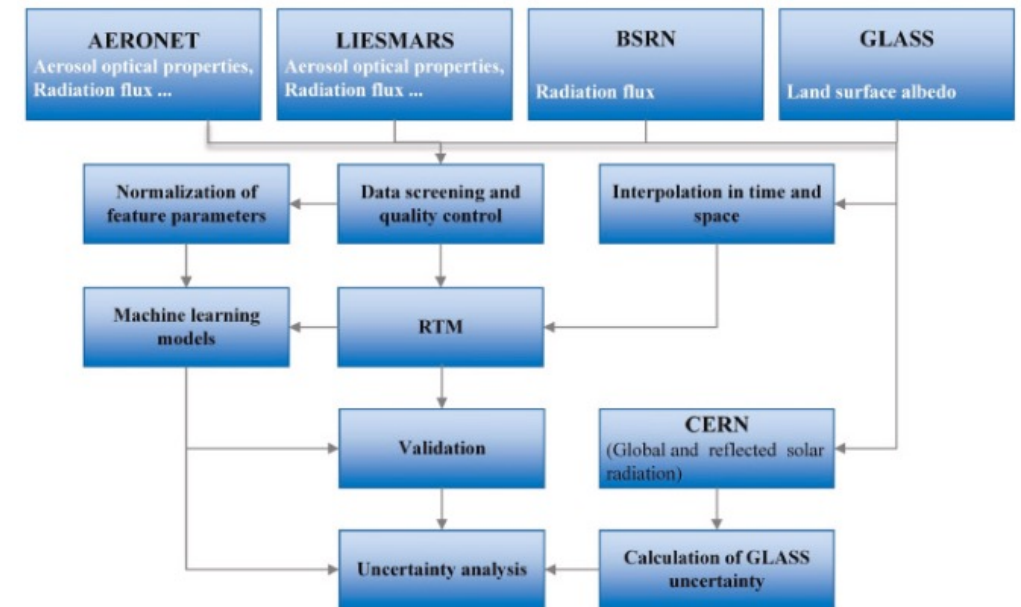 AERONET
Aerosol optical properties,
Radiation flux ...
LIESMARS
Aerosol optical properties,
Radiation flux ...
BSRN
Radiation flux
GLASS
Land surface albedo
Normalization of
feature parameters
Data screening and
quality control
Interpolation in time and
space
Machine learning
models
RTM
Validation
CERN
(Global and reflected solar
radiation)
Uncertainty analysis
Calculation of GLASS
uncertainty